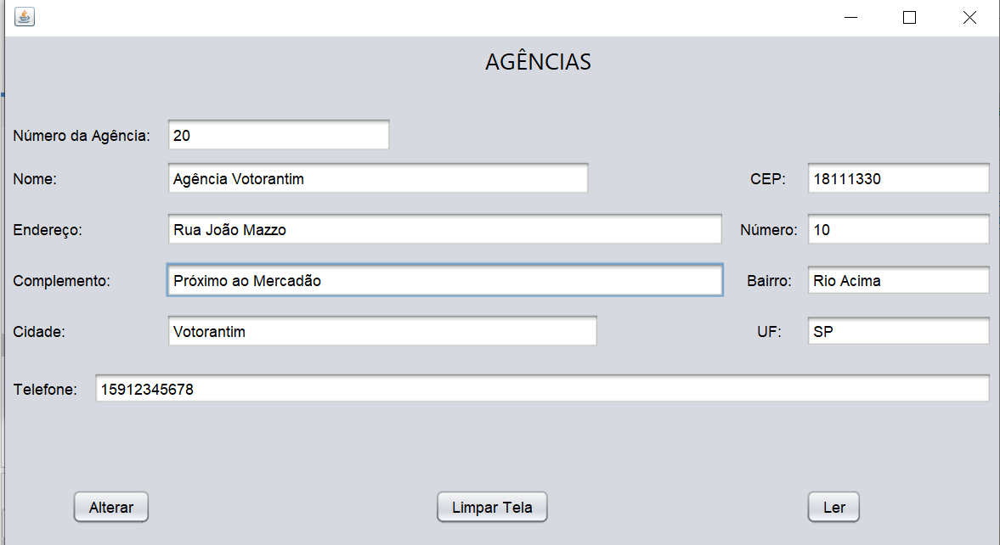 AGÊNCIAS
Número da Agência: 20
Nome: Agência Votorantim CEP: 18111330
Endereço: Rua João Mazzo Número: 10
Complemento: Próximo ao Mercadão Bairro: Rio Acima
Cidade: Votorantim UF: SP
Telefone: 15912345678
Alterar Limpar Tela Ler